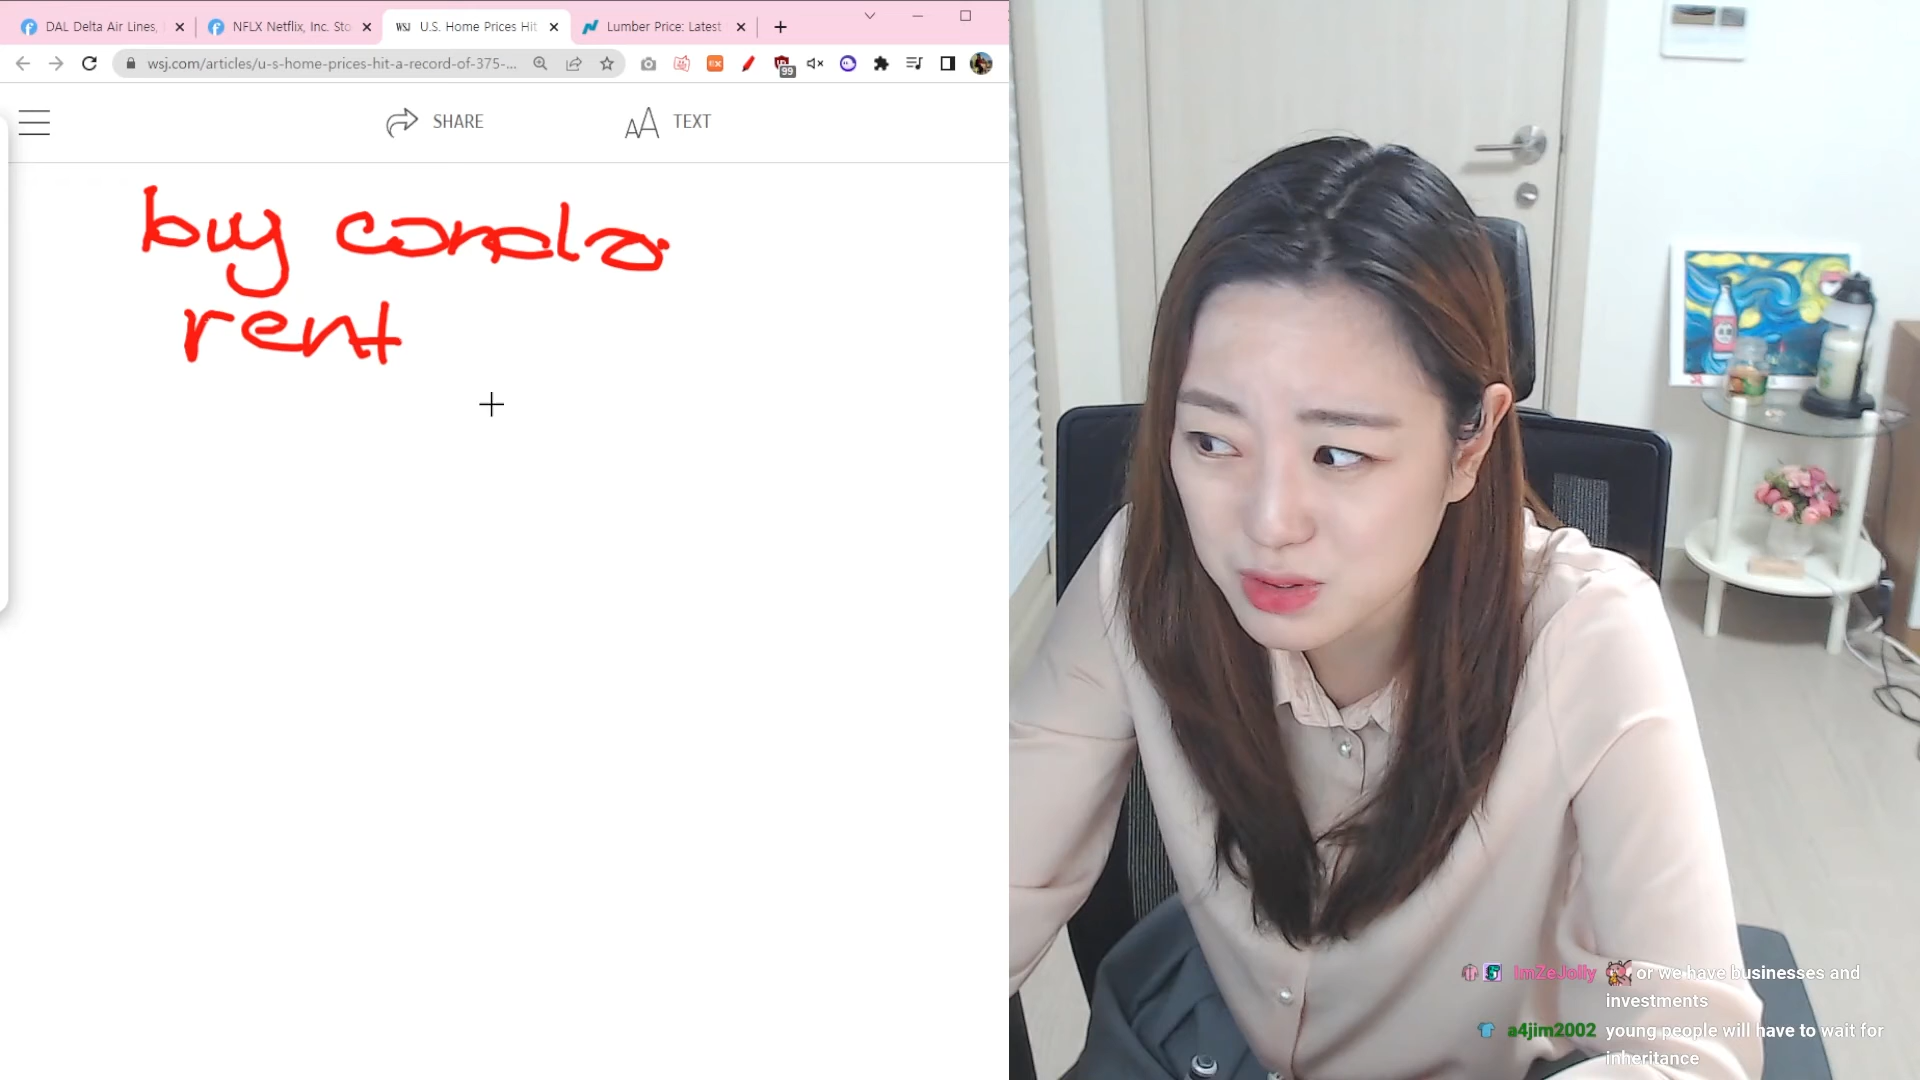 DAL Delta Air Lines,
NFLX Netflix, Inc. Sto
WSJ U.S. Home Prices Hit
Lumber Price: Latest
wsj.com/articles/u-s-home-prices-hit-a-record-of-375-...
99
SHARE
AA TEXT
buy condo
rent
ImZeJolly or we have businesses and
investments
a4jim2002 young people will have to wait for
inheritance